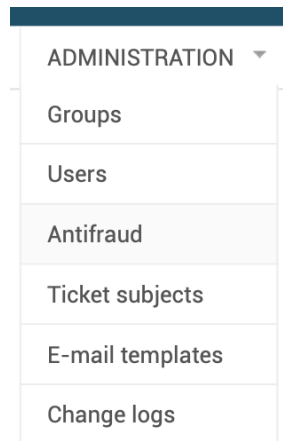 ADMINISTRATION
Groups
Users
Antifraud
Ticket subjects
E-mail templates
Change logs